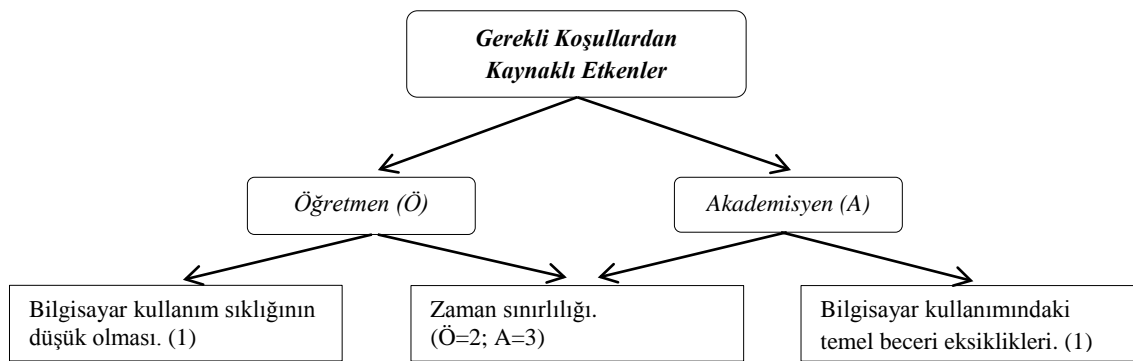 Gerekli Koşullardan
Kaynaklı Etkenler
Öğretmen (Ö)
Akademisyen (A)
Bilgisayar kullanım sıklığının
düşük olması. (1)
Zaman sınırlılığı.
(Ö=2; A=3)
Bilgisayar kullanımındaki
temel beceri eksiklikleri. (1)